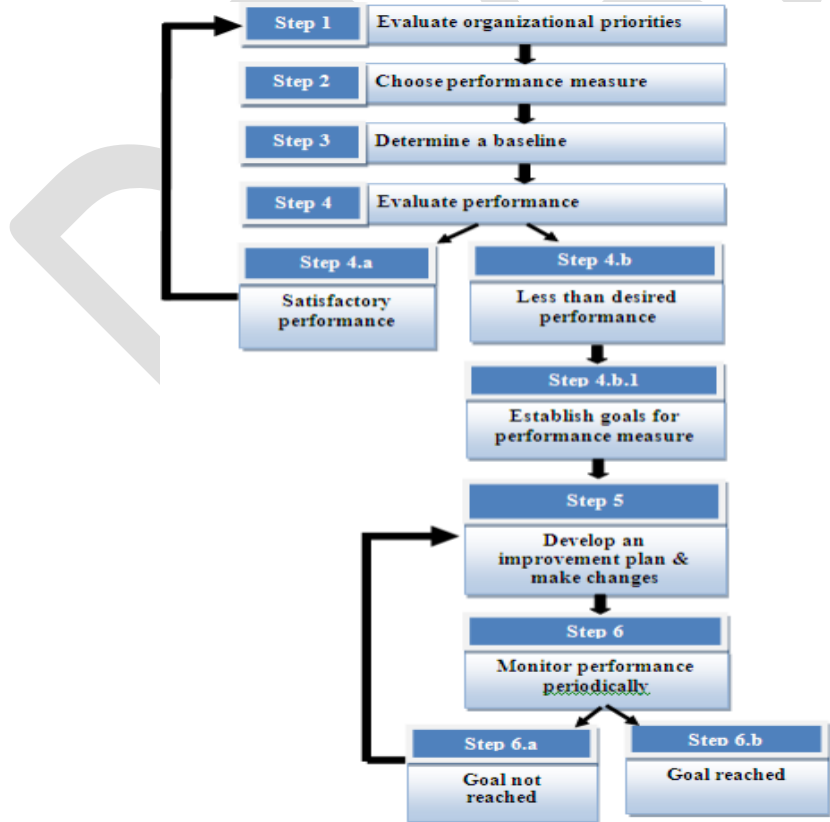 Step 1
Evaluate organizational priorities
Step 2
Choose performance measure
Step 3
Determine a baseline
Step 4
Evaluate performance
Step 4.a
Satisfactory
performance
Step 4.b
Less than desired
performance
Step 4.b.1
Establish goals for
performance measure
Step 5
Develop an
improvement plan &
make changes
Step 6
Monitor performance
periodically
Step 6.a
Goal not
reached
Step 6.b
Goal reached